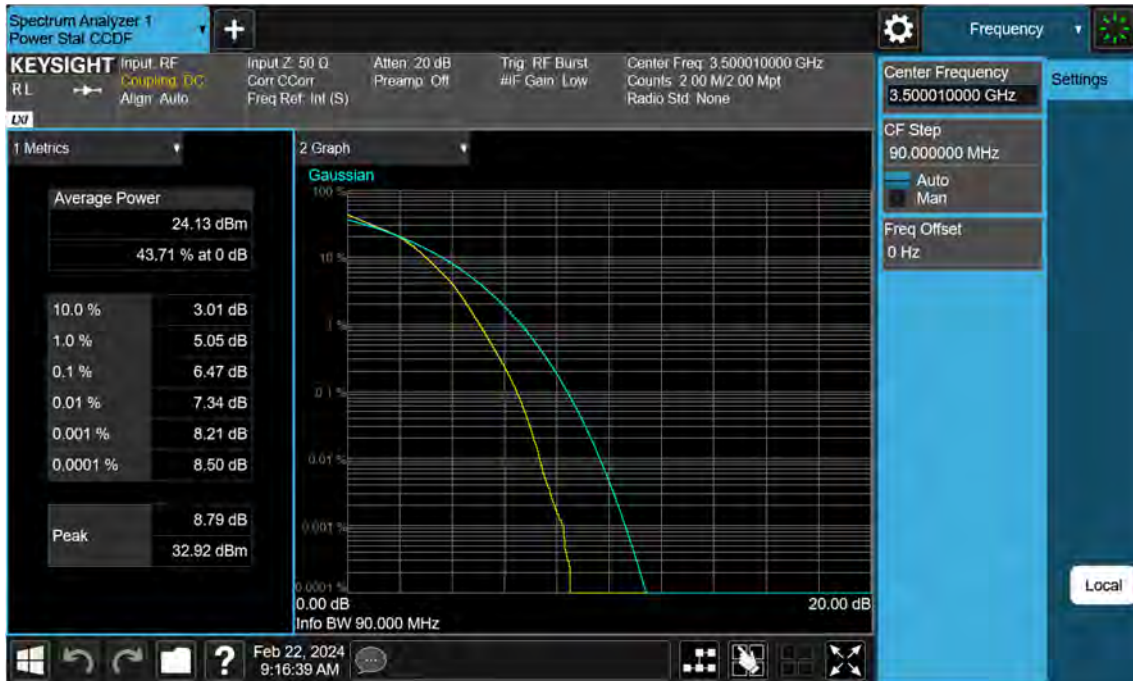 Spectrum Analyzer 1
Power Stat CCDF
+
Frequency
KEYSIGHT
RL
LXI
Input: RF
Coupling: DC
Align: Auto
Input Z: 50 Ω
Corr CCorr
Freq Ref: Int (S)
Atten: 20 dB
Preamp: Off
Trig: RF Burst
#IF Gain: Low
Center Freq: 3.500010000 GHz
Counts: 2.00 M/2.00 Mpt
Radio Std: None
Center Frequency
3.500010000 GHz
Settings
CF Step
90.000000 MHz
Auto
Man
Freq Offset
0 Hz
Local
1 Metrics
Average Power
24.13 dBm
43.71 % at 0 dB
10.0 % 3.01 dB
1.0 % 5.05 dB
0.1 % 6.47 dB
0.01 % 7.34 dB
0.001 % 8.21 dB
0.0001 % 8.50 dB
Peak
8.79 dB
32.92 dBm
2 Graph
Gaussian
100 %
10 %
1 %
0.1 %
0.01 %
0.001 %
0.0001 %
0.00 dB 20.00 dB
Info BW 90.000 MHz
?
Feb 22, 2024
9:16:39 AM